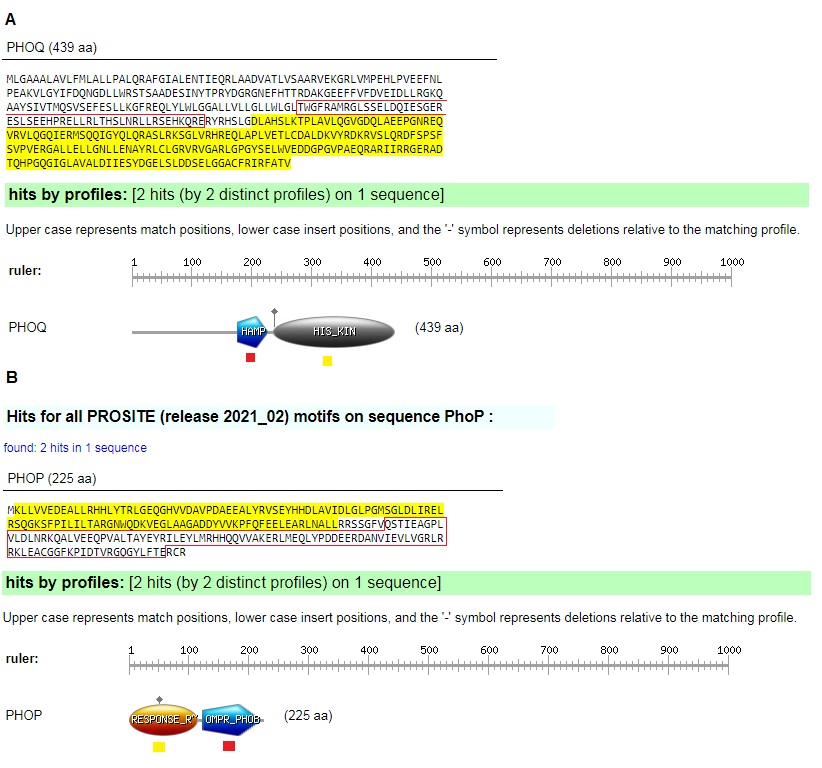 A
PHOQ (439 aa)
MLGAAALAVLFMLALLPALQRAFGIALENTIEQRLAADVATLVSAARVEKGRLVMPEHLPVEEFNL
PEAKVLGYIFDQNGDLLWRSTSAADESINYTPRYDGRGNEFHTTRDAKGEEFFVFDVEIDLLRGKQ
AAYSIVTMQSVSEFESLLKGFREQLYLWLGGALLVLLGLLWLGLTWGFRAMRGLSSELDQIESGER
ESLSEEHPRELLRLTHSLNRLLRSEHKQRERYRHSLGDLAHSLKTPLAVLQGVGDQLAEEPGNREQ
VRVLQGQIERMSQQIGYQLQRASLRKSGLVRHREQLAPLVETLCDALDKVYRDKRVSLQRDFSPSF
SVPVERGALLELLGNLLENAYRLCLGRVRVGARLGPGYSELWVEDDGPGVPAEQRARIIRRGERAD
TQHPGQGIGLAVALDIIESYDGELSLDDSELGGACFRIRFATV
hits by profiles: [2 hits (by 2 distinct profiles) on 1 sequence]
Upper case represents match positions, lower case insert positions, and the '-' symbol represents deletions relative to the matching profile.
ruler:
1 100 200 300 400 500 600 700 800 900 1000
PHOQ HAMP HIS_KIN (439 aa)
B
Hits for all PROSITE (release 2021_02) motifs on sequence PhoP :
found: 2 hits in 1 sequence
PHOP (225 aa)
MKLLVVEDEALLRHHLYTRLGEQGHVVDAVPDAEEALYRVSEYHHDLAVIDLGLPGMSGLDLIREL
RSQGKSFPILILTARGNWQDKVEGLAAGADDYVVKPFQFEELEARLNALLRRSSGFVQSTIEAGPL
VLDLNRKQALVEEQPVALTAYEYRILEYLMRHHQQVVAKERLMEQLYPDDEERDANVIEVLVGRLR
RKLEACGGFKPIDTVRGQGYLFTERCR
hits by profiles: [2 hits (by 2 distinct profiles) on 1 sequence]
Upper case represents match positions, lower case insert positions, and the '-' symbol represents deletions relative to the matching profile.
ruler:
1 100 200 300 400 500 600 700 800 900 1000
PHOP RESPONSE_R~ OMPR_PHOB (225 aa)